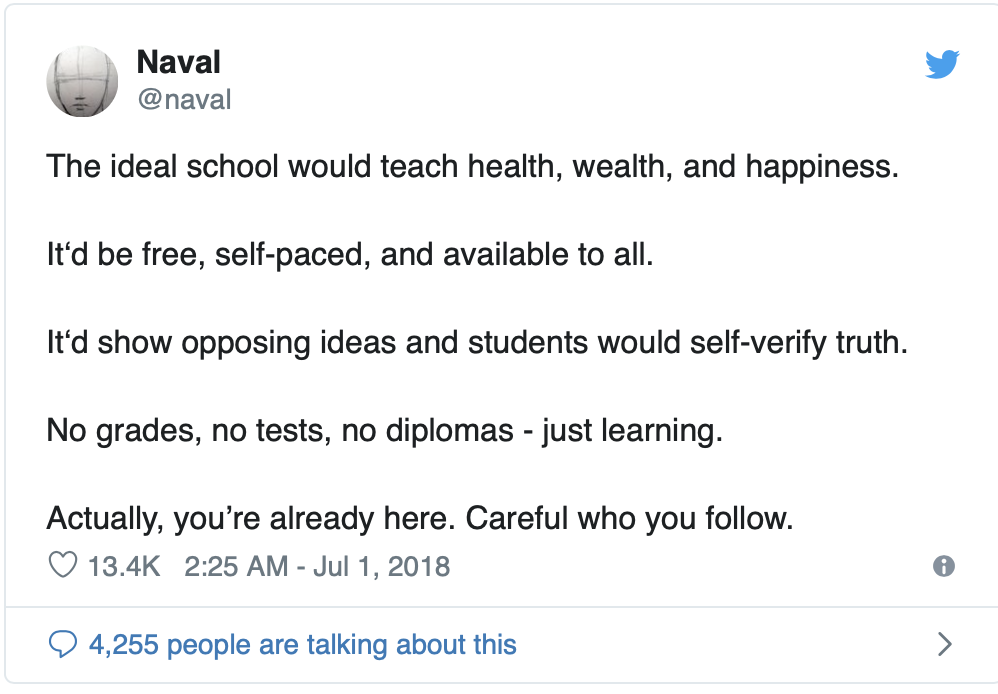 Naval
@naval
The ideal school would teach health, wealth, and happiness.
It‘d be free, self-paced, and available to all.
It‘d show opposing ideas and students would self-verify truth.
No grades, no tests, no diplomas - just learning.
Actually, you’re already here. Careful who you follow.
13.4K 2:25 AM - Jul 1, 2018
4,255 people are talking about this